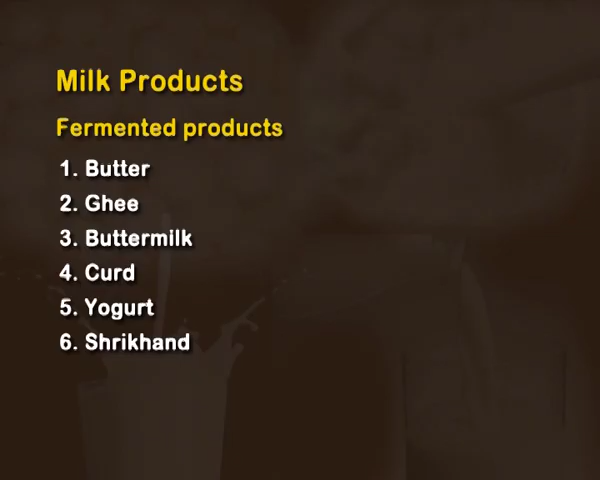 Milk Products
Fermented products
1. Butter
2. Ghee
3. Buttermilk
4. Curd
5. Yogurt
6. Shrikhand